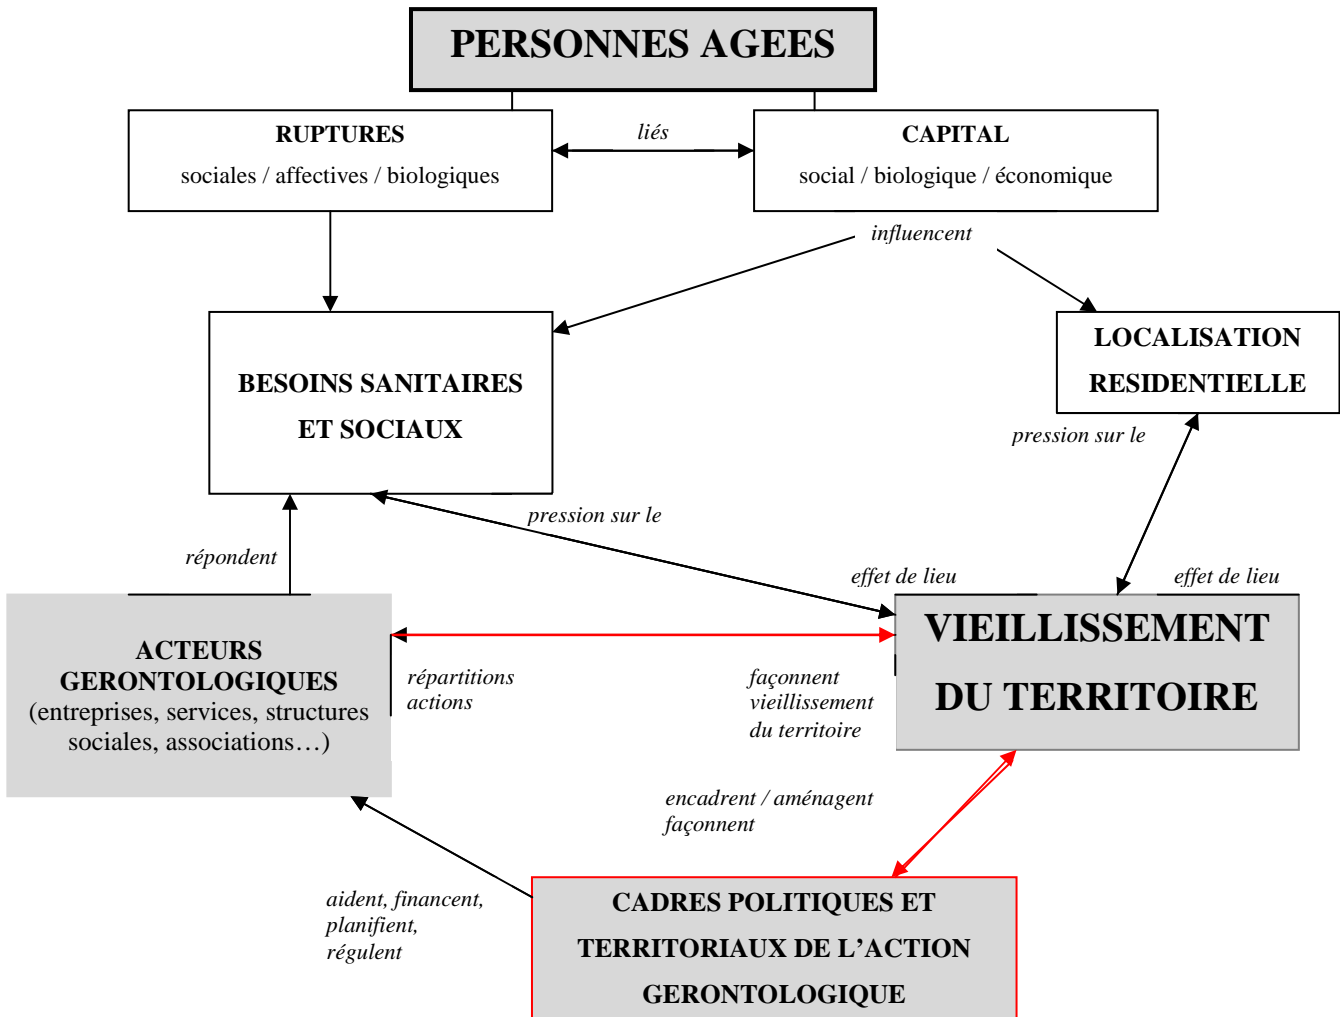 PERSONNES AGEES
RUPTURES
sociales / affectives / biologiques
liés
CAPITAL
social / biologique / économique
influencent
BESOINS SANITAIRES
ET SOCIAUX
LOCALISATION
RESIDENTIELLE
pression sur le
pression sur le
répondent
effet de lieu
effet de lieu
ACTEURS
GERONTOLOGIQUES
(entreprises, services, structures
sociales, associations…)
répartitions
actions
façonnent
vieillissement
du territoire
VIEILLISSEMENT
DU TERRITOIRE
encadrent / aménagent
façonnent
aident, financent,
planifient,
régulent
CADRES POLITIQUES ET
TERRITORIAUX DE L’ACTION
GERONTOLOGIQUE